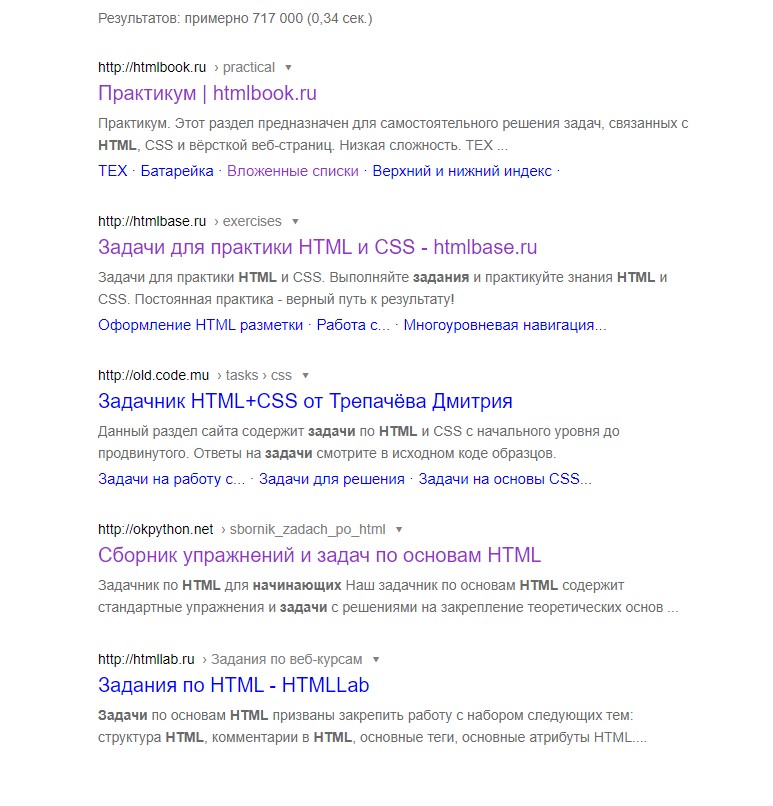 Результатов: примерно 717 000 (0,34 сек.)
http://htmlbook.ru › practical ▼
Практикум | htmlbook.ru
Практикум. Этот раздел предназначен для самостоятельного решения задач, связанных с
HTML, CSS и вёрсткой веб-страниц. Низкая сложность. ТЕХ ...
ТЕХ · Батарейка · Вложенные списки · Верхний и нижний индекс ·
http://htmlbase.ru › exercises ▼
Задачи для практики HTML и CSS - htmlbase.ru
Задачи для практики HTML и CSS. Выполняйте задания и практикуйте знания HTML и
CSS. Постоянная практика - верный путь к результату!
Оформление HTML разметки · Работа с... · Многоуровневая навигация...
http://old.code.mu › tasks › css ▼
Задачник HTML+CSS от Трепачёва Дмитрия
Данный раздел сайта содержит задачи по HTML и CSS с начального уровня до
продвинутого. Ответы на задачи смотрите в исходном коде образцов.
Задачи на работу с... · Задачи для решения · Задачи на основы CSS...
http://okpython.net › sbornik_zadach_po_html ▼
Сборник упражнений и задач по основам HTML
Задачник по HTML для начинающих Наш задачник по основам HTML содержит
стандартные упражнения и задачи с решениями на закрепление теоретических основ ...
http://htmllab.ru › Задания по веб-курсам ▼
Задания по HTML - HTMLLab
Задачи по основам HTML призваны закрепить работу с набором следующих тем:
структура HTML, комментарии в HTML, основные теги, основные атрибуты HTML....